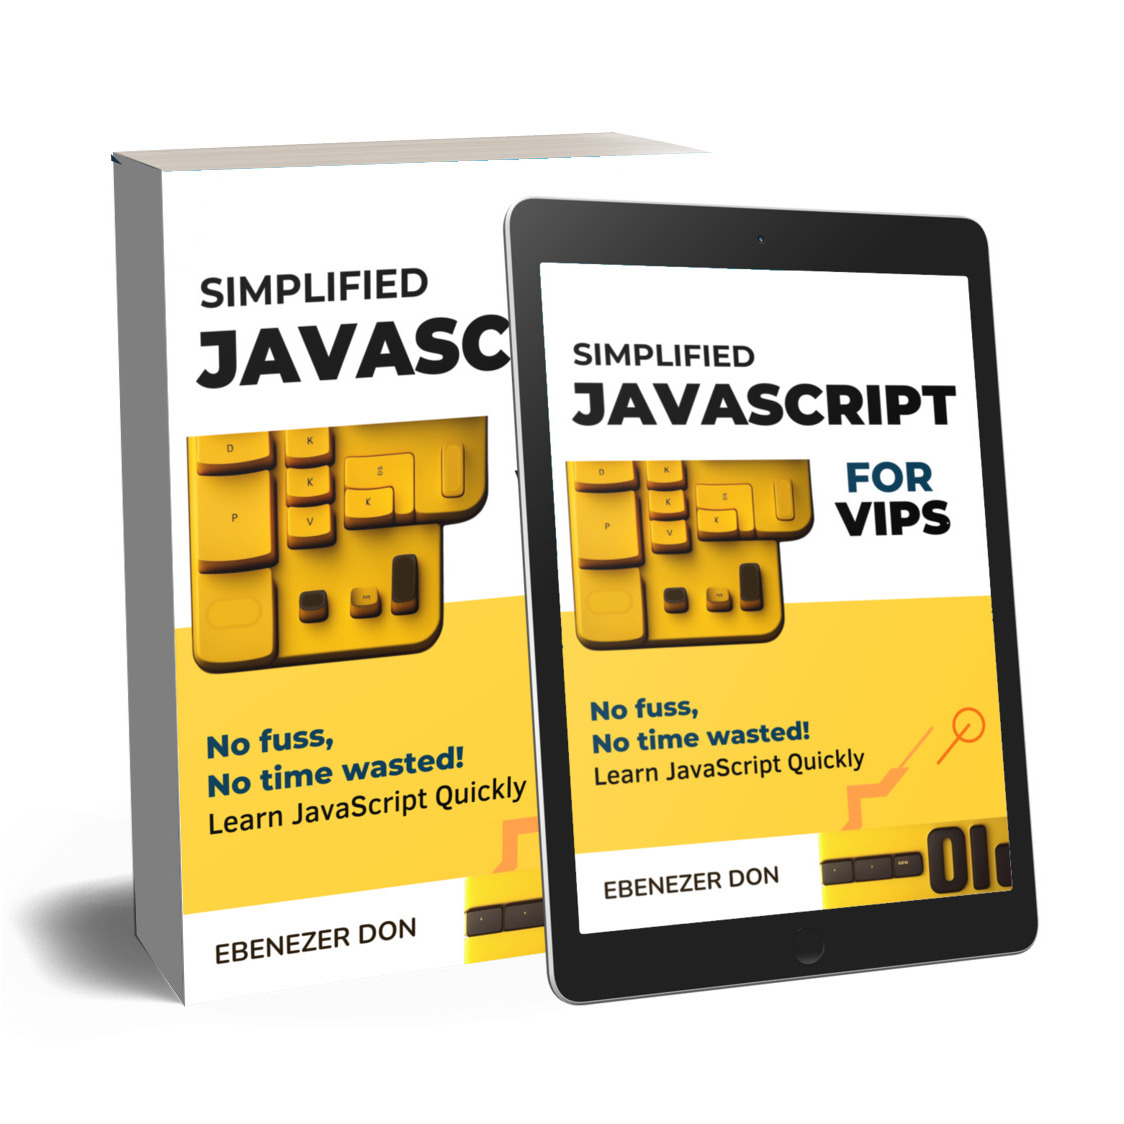 SIMPLIFIED
JAVASC
D
K
K
P
V
K
No fuss,
No time wasted!
Learn JavaScript Quickly
EBENEZER DON
SIMPLIFIED
JAVASCRIPT
FOR
VIPS
D
K
K
P
V
K
No fuss,
No time wasted!
Learn JavaScript Quickly
EBENEZER DON